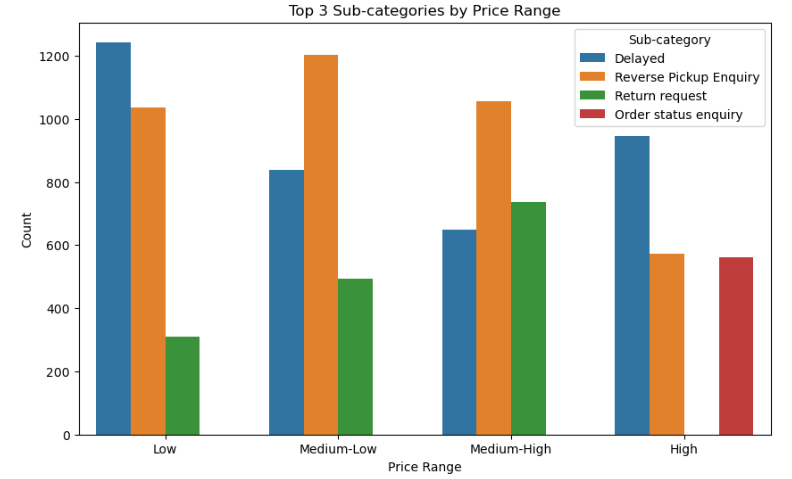 Top 3 Sub-categories by Price Range
Sub-category
Delayed
Reverse Pickup Enquiry
Return request
Order status enquiry
Count
1200
1000
800
600
400
200
0
Low
Medium-Low
Medium-High
High
Price Range